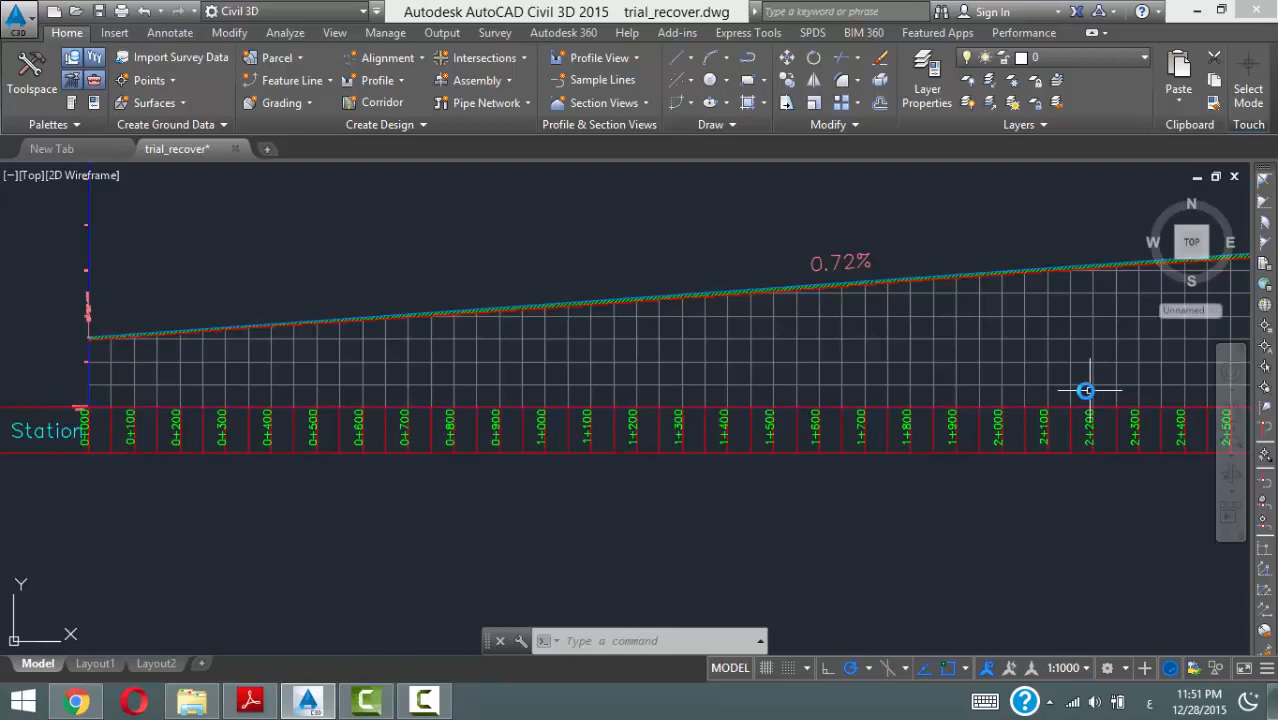 Civil 3D
Autodesk AutoCAD Civil 3D 2015 trial_recover.dwg
Type a keyword or phrase
Sign In
C3D
Home Insert Annotate Modify Analyze View Manage Output Survey Autodesk 360 Help Add-ins Express Tools SPDS BIM 360 Featured Apps Performance
Toolspace
Import Survey Data
Points
Surfaces
Parcel
Feature Line
Grading
Alignment
Profile
Corridor
Intersections
Assembly
Pipe Network
Profile View
Sample Lines
Section Views
Layer
Properties
0
Paste
Select
Mode
Palettes Create Ground Data Create Design Profile & Section Views Draw Modify Layers Clipboard Touch
New Tab trial_recover*
[−][Top][2D Wireframe]
N
W TOP E
S
Unnamed
0.72%
Station
0+000 0+100 0+200 0+300 0+400 0+500 0+600 0+700 0+800 0+900 1+000 1+100 1+200 1+300 1+400 1+500 1+600 1+700 1+800 1+900 2+000 2+100 2+200 2+300 2+400 2+500
Y
X
Type a command
Model Layout1 Layout2
MODEL
1:1000
ع
11:51 PM
12/28/2015